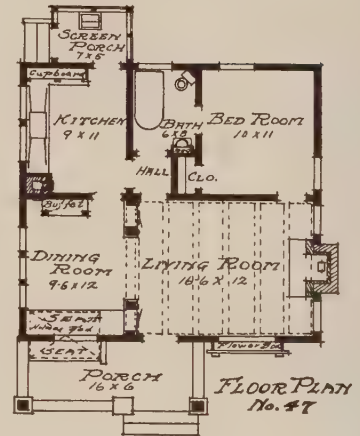 SCREEN
PORCH
7 x 5
Cupboard
KITCHEN
9 x 11
BATH
6 x 8
BED ROOM
10 x 11
HALL
CLO.
Buffet
DINING
ROOM
9-6 x 12
LIVING ROOM
18-6 x 12
SEAT
SEAT
Flower Box
PORCH
16 x 6
FLOOR PLAN
No. 47